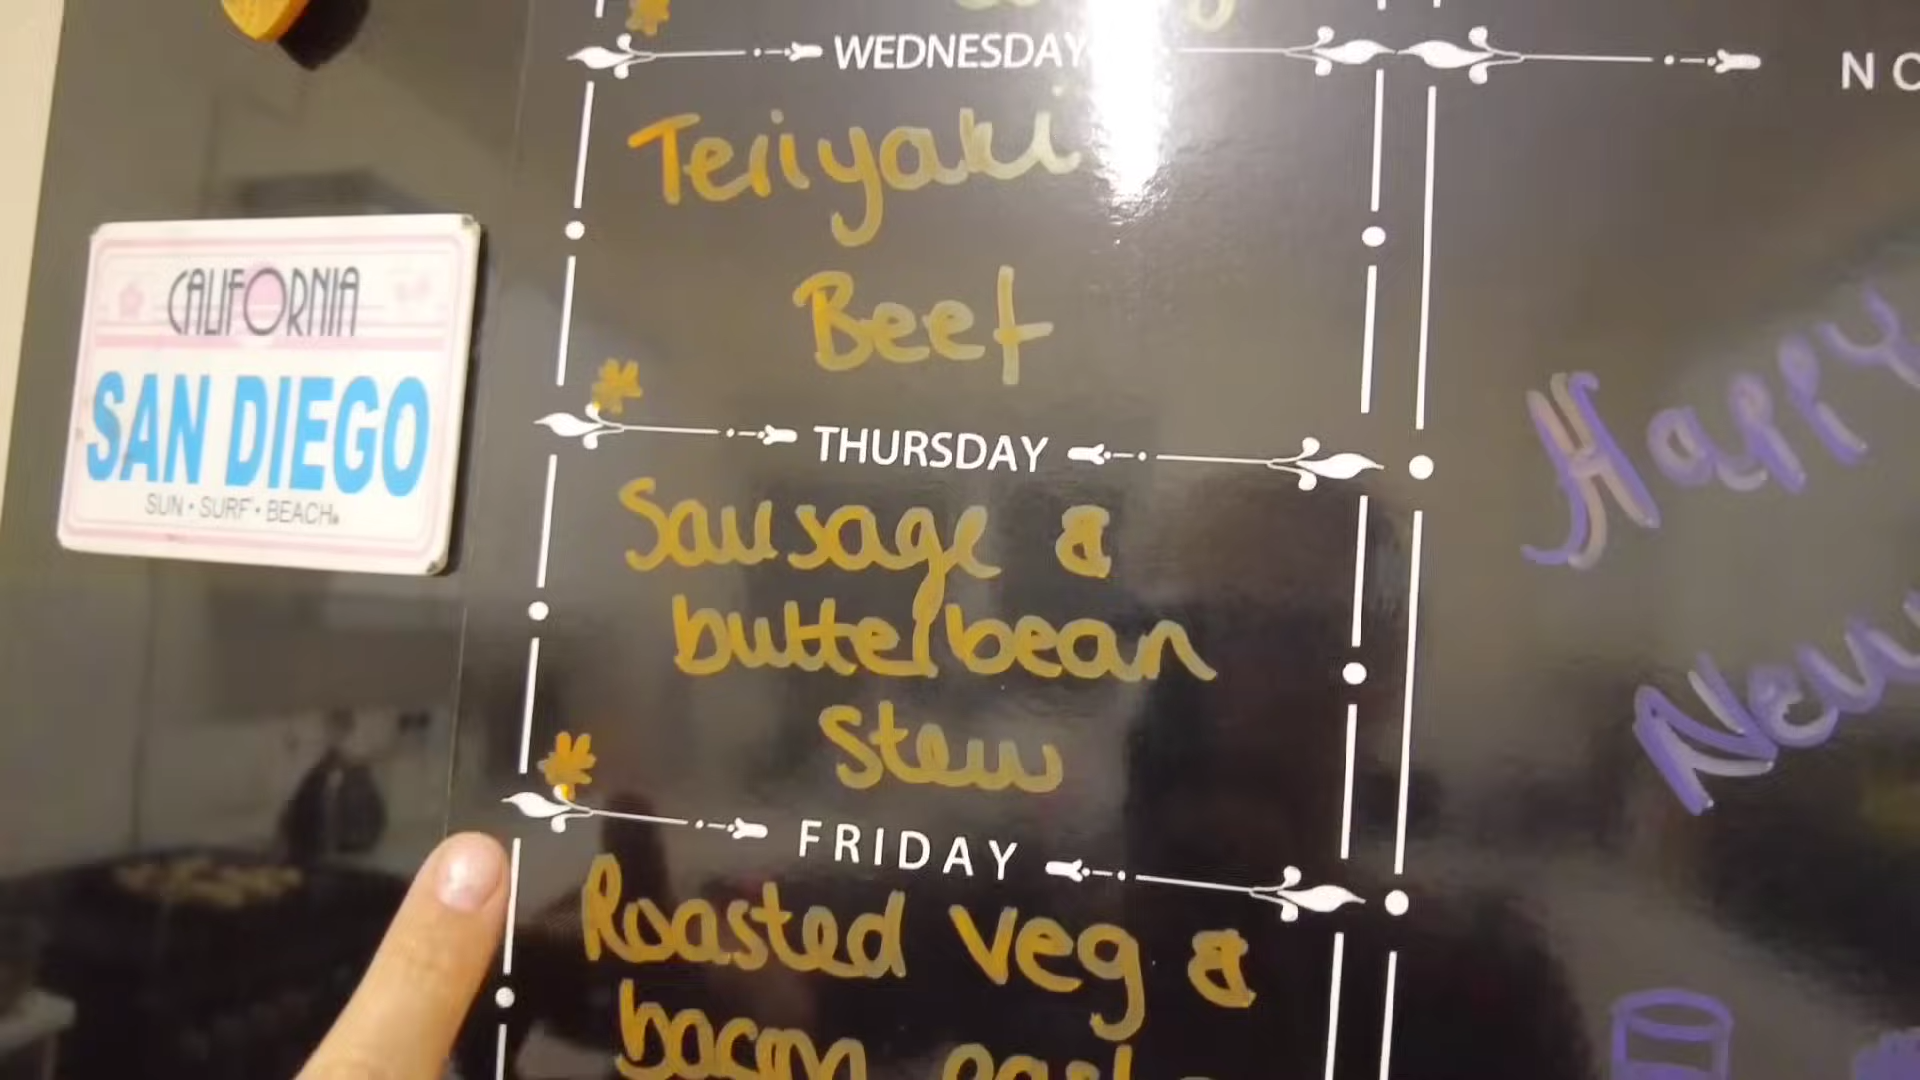 WEDNESDAY
NO
Teriyaki
Beef
CALIFORNIA
SAN DIEGO
SUN • SURF • BEACH
THURSDAY
Sausage &
butterbean
Stew
Happy
New
FRIDAY
Roasted Veg &
bacon